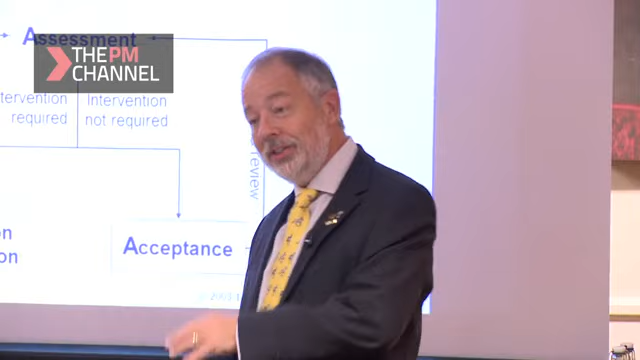 Assessment
THE PM
CHANNEL
Intervention
required
Intervention
not required
review
Acceptance